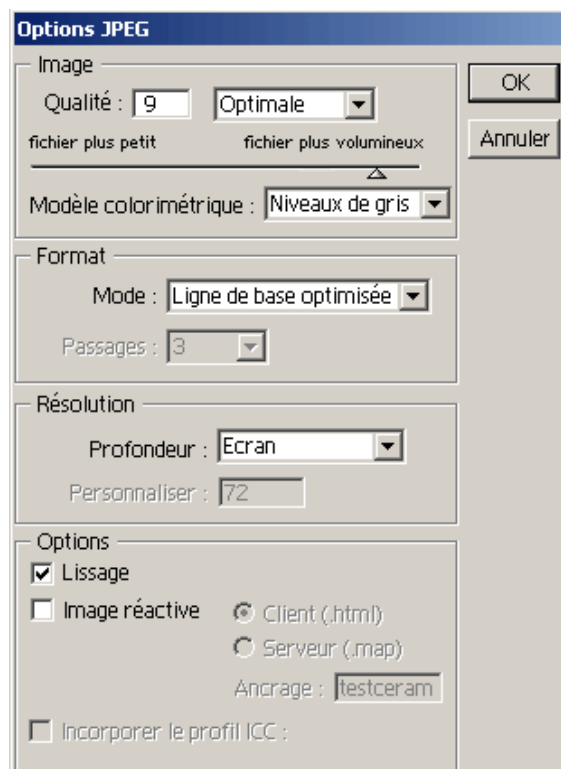 Options JPEG
Image
Qualité : 9 Optimale
fichier plus petit fichier plus volumineux
Modèle colorimétrique : Niveaux de gris
OK
Annuler
Format
Mode : Ligne de base optimisée
Passages : 3
Résolution
Profondeur : Ecran
Personnaliser : 72
Options
Lissage
Image réactive
Client (.html)
Serveur (.map)
Ancrage : testceram
Incorporer le profil ICC :